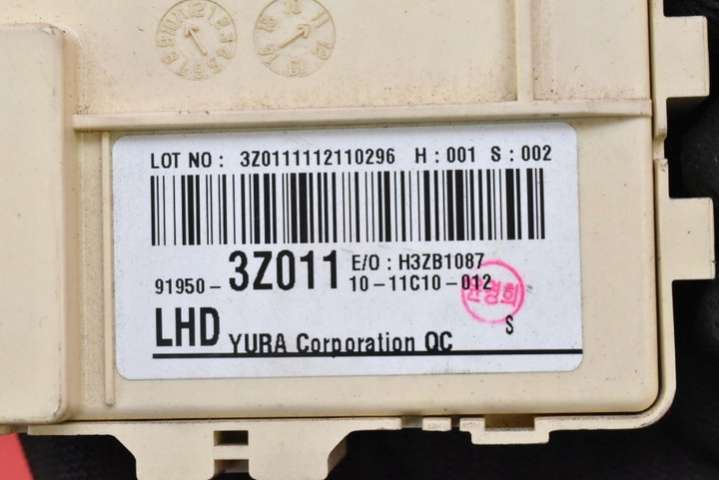 LOT NO : 3Z0111112110296 H : 001 S : 002
91950- 3Z011 E/O : H3ZB1087
10-11C10-012
LHD YURA Corporation QC S